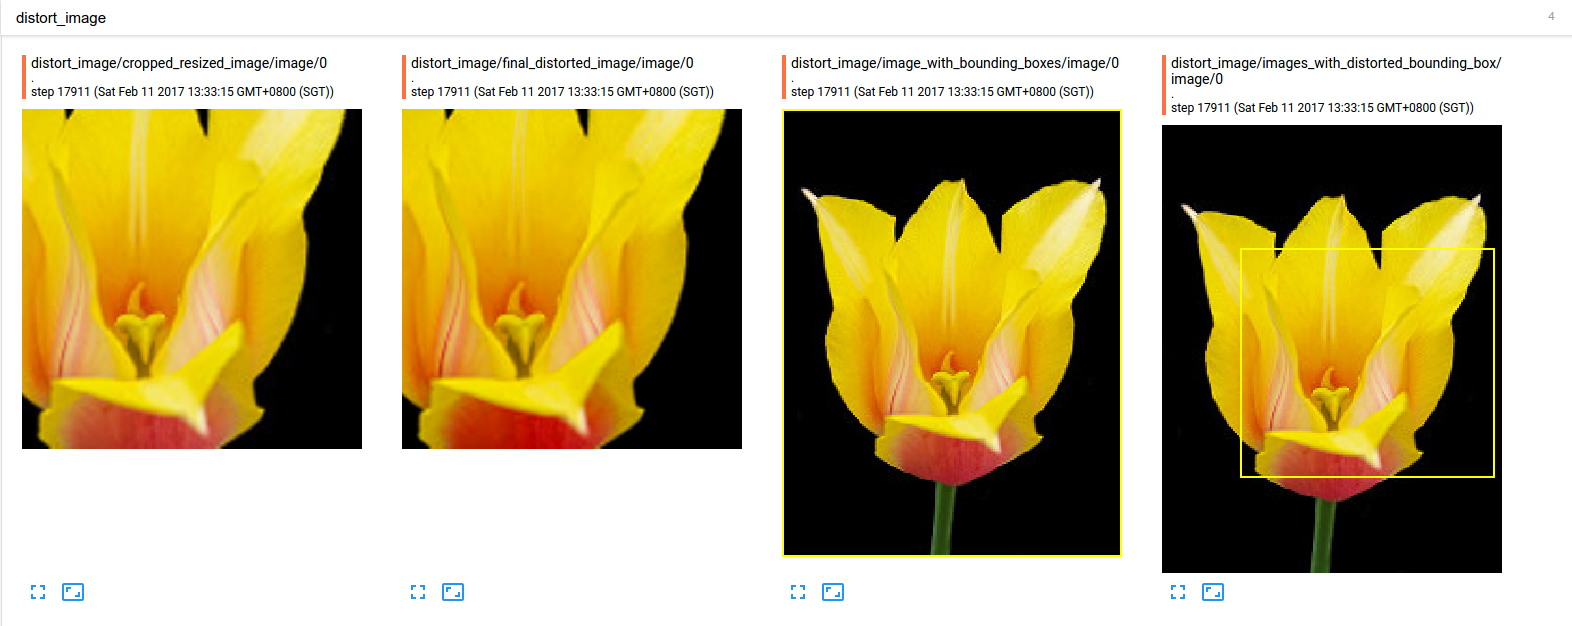 distort_image
4
distort_image/cropped_resized_image/image/0
.
step 17911 (Sat Feb 11 2017 13:33:15 GMT+0800 (SGT))
distort_image/final_distorted_image/image/0
.
step 17911 (Sat Feb 11 2017 13:33:15 GMT+0800 (SGT))
distort_image/image_with_bounding_boxes/image/0
.
step 17911 (Sat Feb 11 2017 13:33:15 GMT+0800 (SGT))
distort_image/images_with_distorted_bounding_box/
image/0
.
step 17911 (Sat Feb 11 2017 13:33:15 GMT+0800 (SGT))